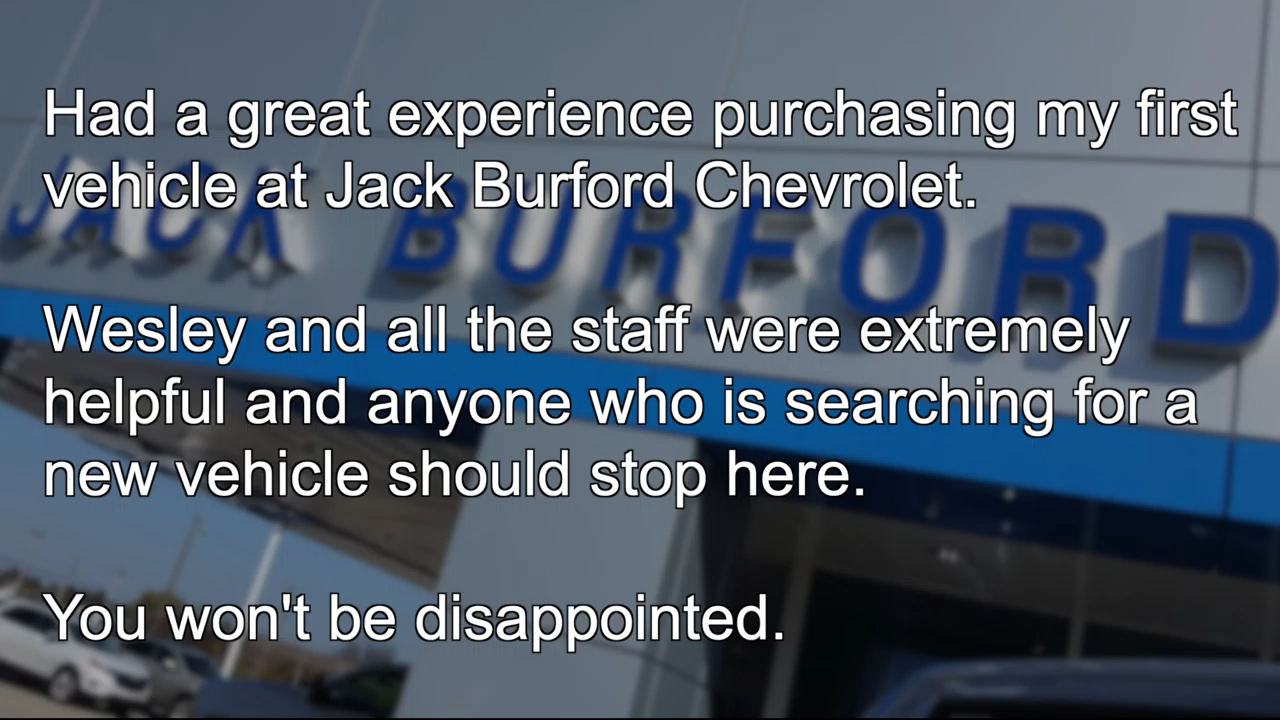 Had a great experience purchasing my first
vehicle at Jack Burford Chevrolet.
JACK BURFORD
Wesley and all the staff were extremely
helpful and anyone who is searching for a
new vehicle should stop here.
You won't be disappointed.